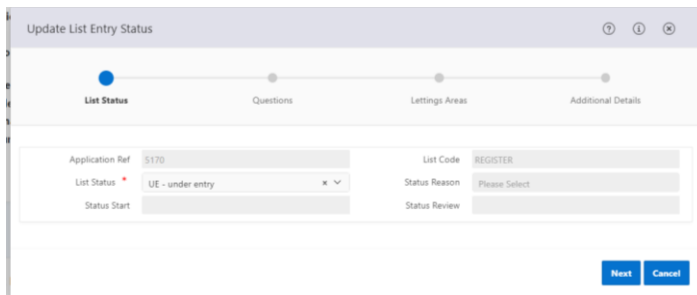 Update List Entry Status
List Status Questions Lettings Areas Additional Details
Application Ref 5170 List Code REGISTER
List Status * UE - under entry Status Reason Please Select
Status Start Status Review
Next Cancel